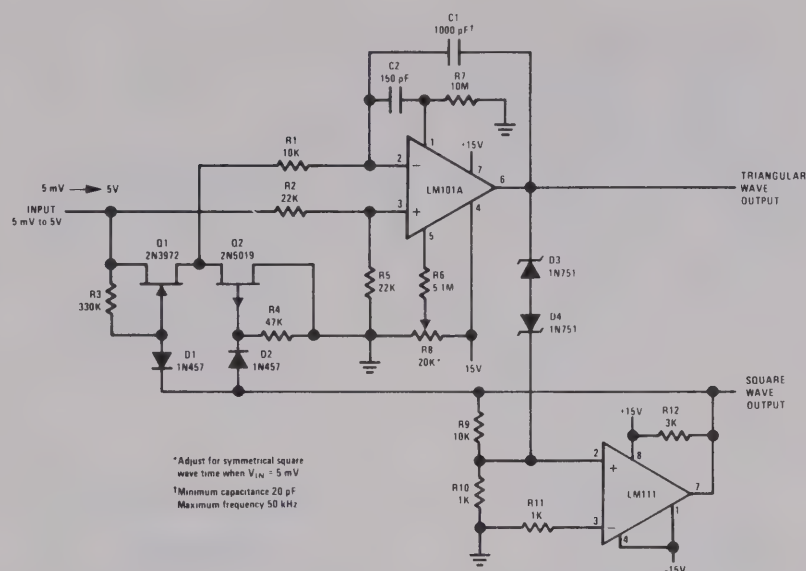 C1
1000 pF†
C2
150 pF
R7
10M
R1
10K
1
+15V
2
−
7
5 mV → 5V
R2
22K
LM101A
6
TRIANGULAR
WAVE
OUTPUT
INPUT
5 mV to 5V
3
+
4
5
Q1
2N3972
Q2
2N5019
D3
1N751
R3
330K
R5
22K
R6
5.1M
R4
47K
D4
1N751
D1
1N457
D2
1N457
R8
20K*
15V
SQUARE
WAVE
OUTPUT
+15V
R12
3K
R9
10K
8
2
+
7
*Adjust for symmetrical square
wave time when VIN = 5 mV
†Minimum capacitance 20 pF
Maximum frequency 50 kHz
R10
1K
R11
1K
LM111
3
−
1
4
-15V